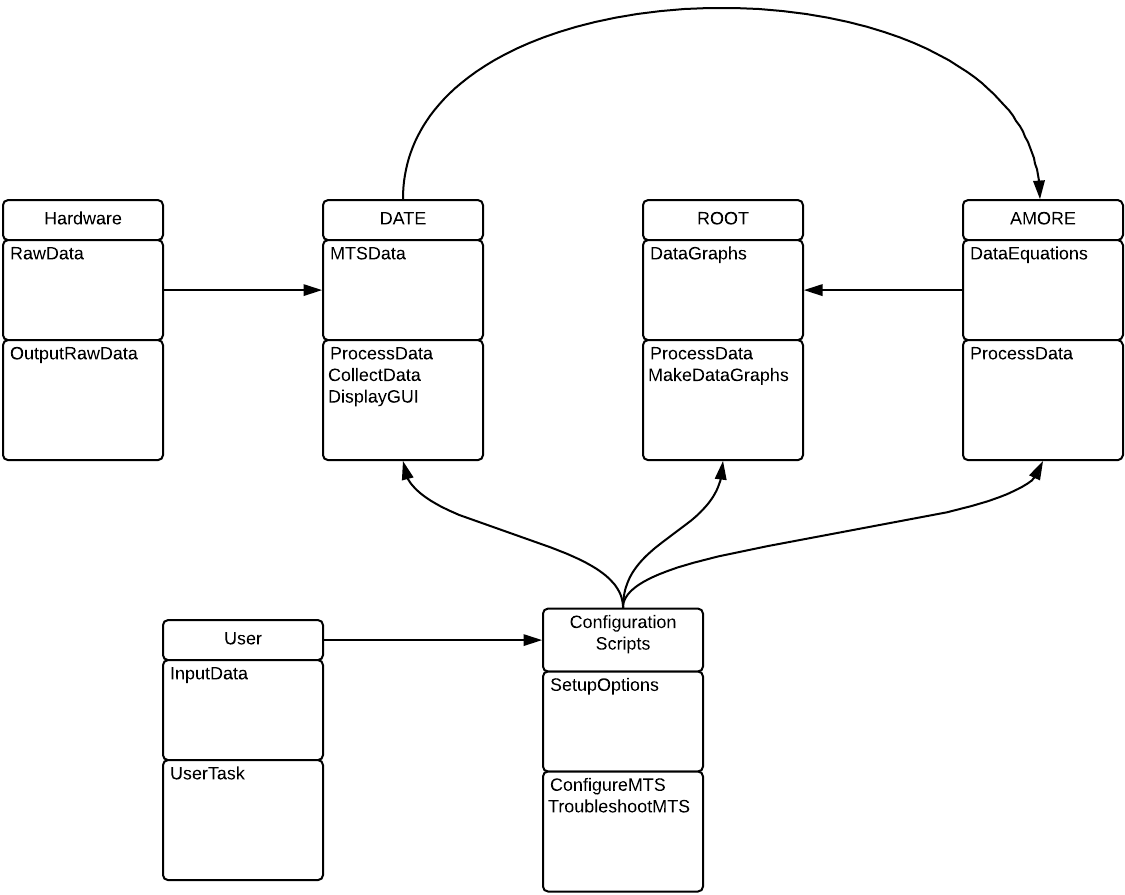 Hardware
RawData
OutputRawData
DATE
MTSData
ProcessData
CollectData
DisplayGUI
ROOT
DataGraphs
ProcessData
MakeDataGraphs
AMORE
DataEquations
ProcessData
User
InputData
UserTask
Configuration
Scripts
SetupOptions
ConfigureMTS
TroubleshootMTS